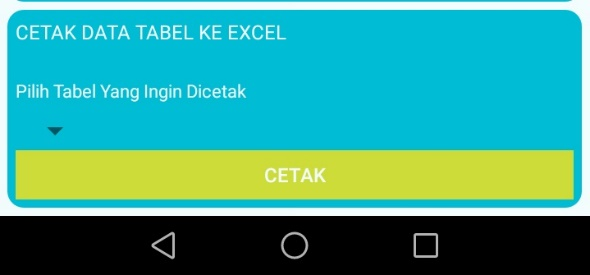 CETAK DATA TABEL KE EXCEL
Pilih Tabel Yang Ingin Dicetak
CETAK